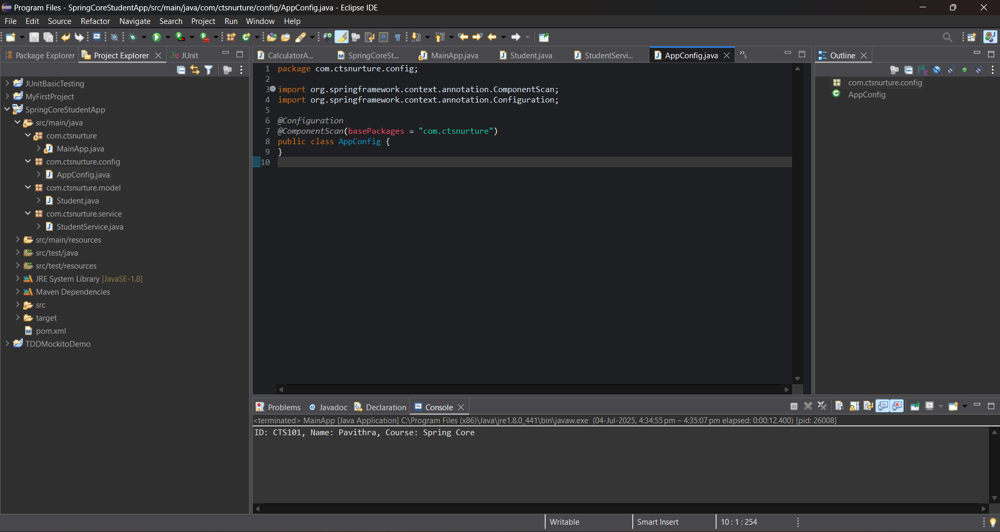 Program Files - SpringCoreStudentApp/src/main/java/com/ctsnurture/config/AppConfig.java - Eclipse IDE
File Edit Source Refactor Navigate Search Project Run Window Help
Package Explorer Project Explorer JUnit
JUnitBasicTesting
MyFirstProject
SpringCoreStudentApp
src/main/java
com.ctsnurture
MainApp.java
com.ctsnurture.config
AppConfig.java
com.ctsnurture.model
Student.java
com.ctsnurture.service
StudentService.java
src/main/resources
src/test/java
src/test/resources
JRE System Library [JavaSE-1.8]
Maven Dependencies
src
target
pom.xml
TDDMockitoDemo
CalculatorA... SpringCoreSt... MainApp.java Student.java StudentServi... AppConfig.java »5
1 package com.ctsnurture.config;
2
3 import org.springframework.context.annotation.ComponentScan;
4 import org.springframework.context.annotation.Configuration;
5
6 @Configuration
7 @ComponentScan(basePackages = "com.ctsnurture")
8 public class AppConfig {
9 }
10
Outline
com.ctsnurture.config
AppConfig
Problems Javadoc Declaration Console
<terminated> MainApp [Java Application] C:\Program Files (x86)\Java\jre1.8.0_441\bin\javaw.exe (04-Jul-2025, 4:34:55 pm – 4:35:07 pm elapsed: 0:00:12.400) [pid: 26008]
ID: CTS101, Name: Pavithra, Course: Spring Core
Writable Smart Insert 10 : 1 : 254